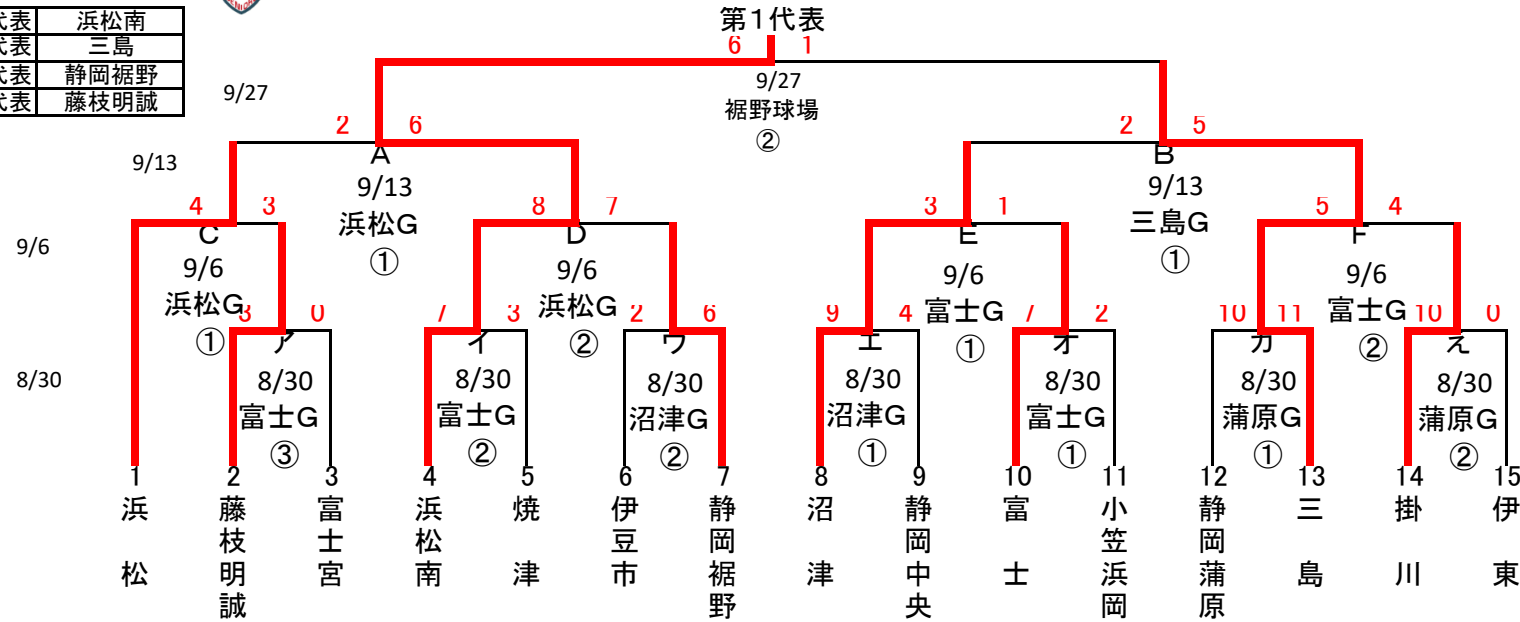 代表 浜松南
代表 三島
代表 静岡裾野
代表 藤枝明誠
第1代表
6 1
9/27
9/27
裾野球場
②
2 6
2 5
9/13
A
9/13
浜松G
①
B
9/13
三島G
①
4 3
8 7
3 1
5 4
9/6
C
9/6
浜松G
①
D
9/6
浜松G
②
E
9/6
富士G
①
F
9/6
富士G
②
3 0
7 3
2 6
9 4
7 2
10 11
10 0
8/30
ア
8/30
富士G
③
イ
8/30
富士G
②
ウ
8/30
沼津G
②
エ
8/30
沼津G
①
オ
8/30
富士G
①
カ
8/30
蒲原G
①
え
8/30
蒲原G
②
1 2 3 4 5 6 7 8 9 10 11 12 13 14 15
浜松
藤枝明誠
富士宮
浜松南
焼津
伊豆市
静岡裾野
沼津
静岡中央
富士
小笠浜岡
静岡蒲原
三島
掛川
伊東